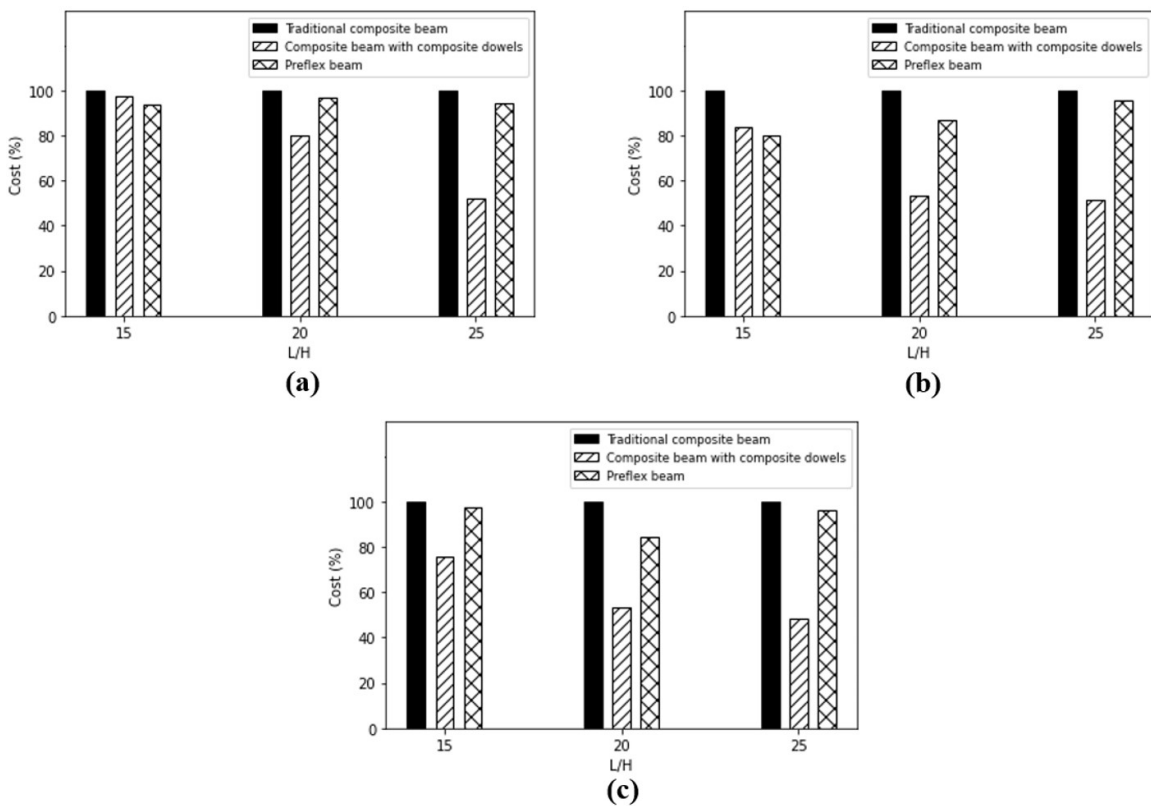 Traditional composite beam
Composite beam with composite dowels
Preflex beam
100
80
60
40
20
0
Cost (%)
15
20
25
L/H
(a)
Traditional composite beam
Composite beam with composite dowels
Preflex beam
100
80
60
40
20
0
Cost (%)
15
20
25
L/H
(b)
Traditional composite beam
Composite beam with composite dowels
Preflex beam
100
80
60
40
20
0
Cost (%)
15
20
25
L/H
(c)